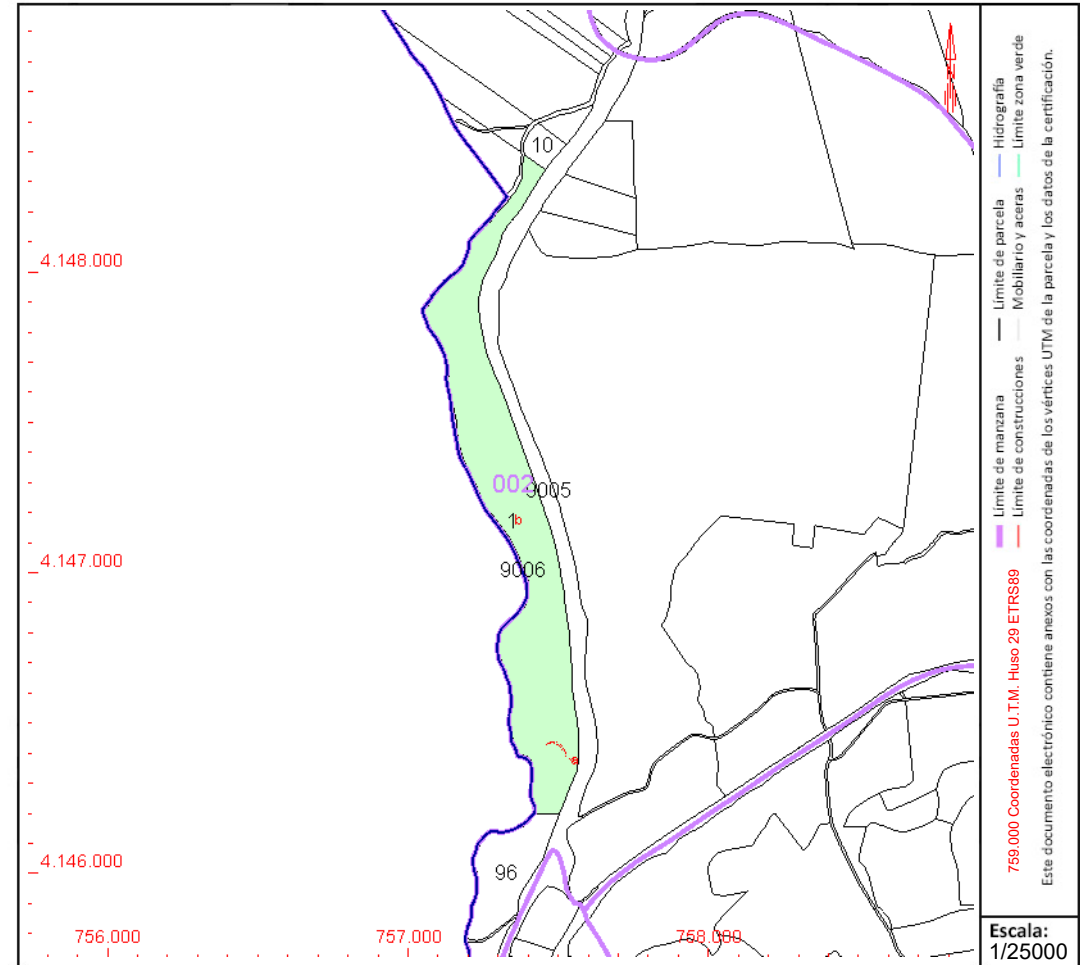 10
4.148.000
002
9005
1 b
4.147.000
9006
4.146.000
96
756.000
757.000
758.000
Límite de manzana
Límite de parcela
Hidrografía
759.000 Coordenadas U.T.M. Huso 29 ETRS89
Límite de construcciones
Mobiliario y aceras
Límite zona verde
Este documento electrónico contiene anexos con las coordenadas de los vértices UTM de la parcela y los datos de la certificación.
Escala:
1/25000